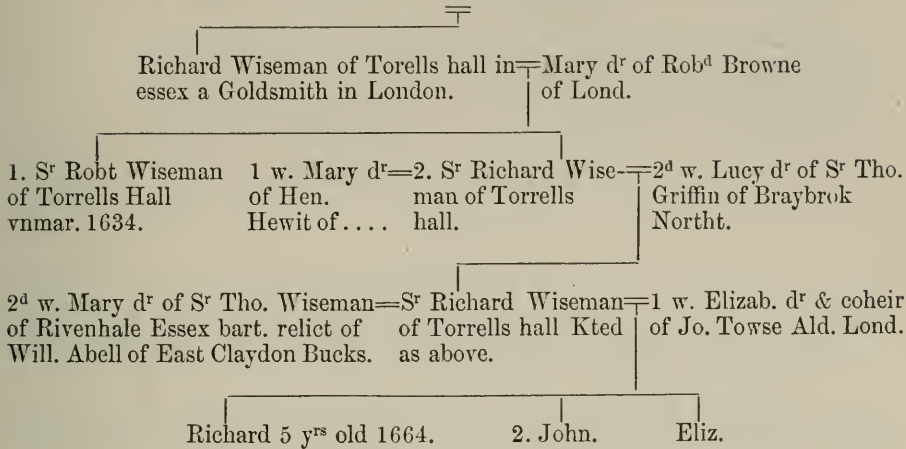 Richard Wiseman of Torells hall in=Mary dʳ of Robᵈ Browne
essex a Goldsmith in London. of Lond.
1. Sʳ Robt Wiseman
of Torrells Hall
vnmar. 1634.
1 w. Mary dʳ=
of Hen.
Hewit of ....
2. Sʳ Richard Wise-
man of Torrells
hall.
2ᵈ w. Lucy dʳ of Sʳ Tho.
Griffin of Braybrok
Northt.
2ᵈ w. Mary dʳ of Sʳ Tho. Wiseman=
of Rivenhale Essex bart. relict of
Will. Abell of East Claydon Bucks.
Sʳ Richard Wiseman=
of Torrells hall Kted
as above.
1 w. Elizab. dʳ & coheir
of Jo. Towse Ald. Lond.
Richard 5 yʳˢ old 1664.
2. John.
Eliz.